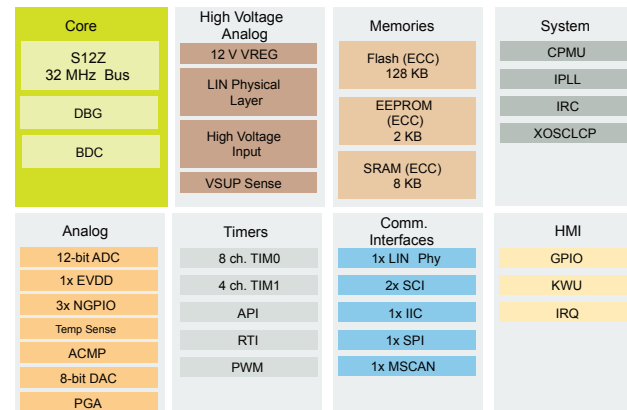 Core
S12Z
32 MHz Bus
DBG
BDC
High Voltage
Analog
12 V VREG
LIN Physical
Layer
High Voltage
Input
VSUP Sense
Memories
Flash (ECC)
128 KB
EEPROM
(ECC)
2 KB
SRAM (ECC)
8 KB
System
CPMU
IPLL
IRC
XOSCLCP
Analog
12-bit ADC
1x EVDD
3x NGPIO
Temp Sense
ACMP
8-bit DAC
PGA
Timers
8 ch. TIM0
4 ch. TIM1
API
RTI
PWM
Comm.
Interfaces
1x LIN Phy
2x SCI
1x IIC
1x SPI
1x MSCAN
HMI
GPIO
KWU
IRQ